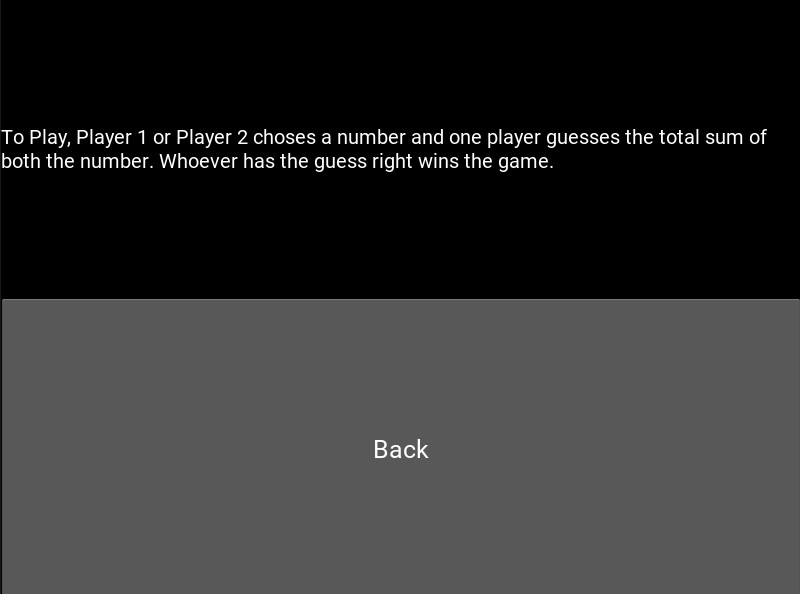 To Play, Player 1 or Player 2 choses a number and one player guesses the total sum of
both the number. Whoever has the guess right wins the game.
Back